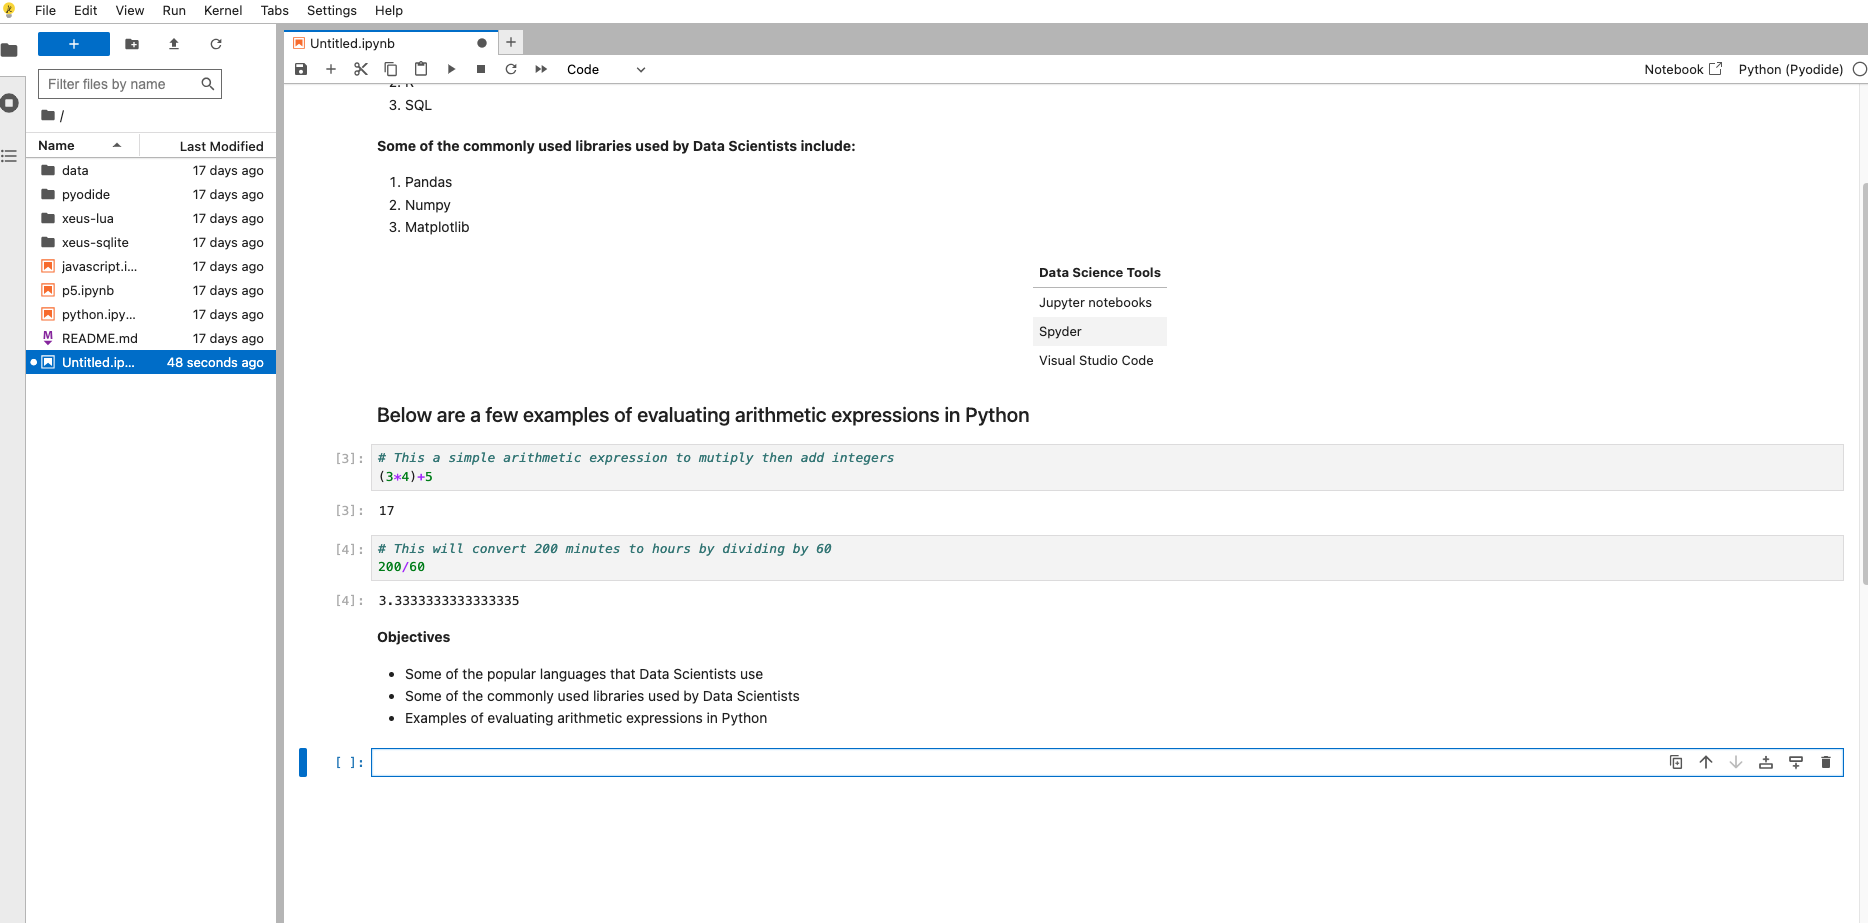 File Edit View Run Kernel Tabs Settings Help
+
Filter files by name
/
Name Last Modified
data 17 days ago
pyodide 17 days ago
xeus-lua 17 days ago
xeus-sqlite 17 days ago
javascript.i... 17 days ago
p5.ipynb 17 days ago
python.ipy... 17 days ago
README.md 17 days ago
Untitled.ip... 48 seconds ago
Untitled.ipynb
Code
Notebook Python (Pyodide)
2. R
3. SQL
Some of the commonly used libraries used by Data Scientists include:
1. Pandas
2. Numpy
3. Matplotlib
Data Science Tools
Jupyter notebooks
Spyder
Visual Studio Code
Below are a few examples of evaluating arithmetic expressions in Python
[3]: # This a simple arithmetic expression to mutiply then add integers
(3*4)+5
[3]: 17
[4]: # This will convert 200 minutes to hours by dividing by 60
200/60
[4]: 3.3333333333333335
Objectives
• Some of the popular languages that Data Scientists use
• Some of the commonly used libraries used by Data Scientists
• Examples of evaluating arithmetic expressions in Python
[ ]: